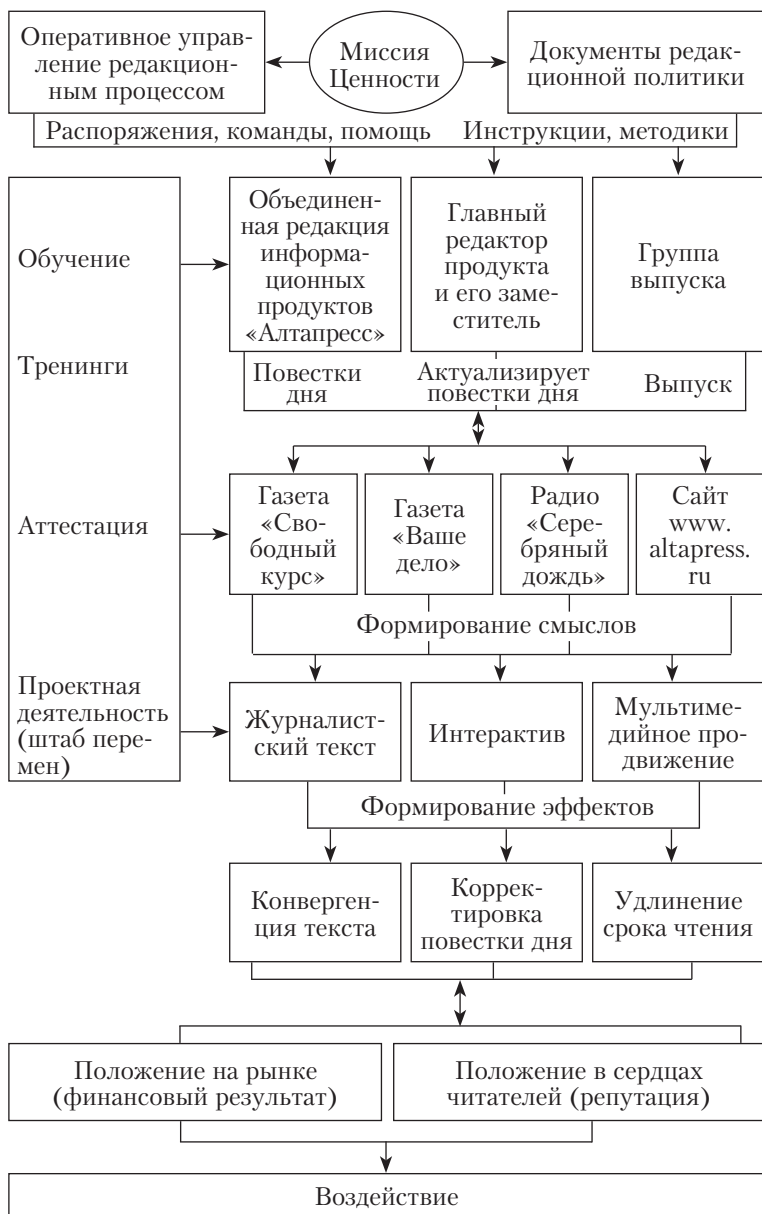 Оперативное управ-
ление редакцион-
ным процессом
Миссия
Ценности
Документы редак-
ционной политики
Распоряжения, команды, помощь
Инструкции, методики
Обучение
Объединен-
ная редакция
информа-
ционных
продуктов
«Алтапресс»
Главный
редактор
продукта
и его заме-
ститель
Группа
выпуска
Тренинги
Повестки
дня
Актуализирует
повестки дня
Выпуск
Аттестация
Газета
«Сво-
бодный
курс»
Газета
«Ваше
дело»
Радио
«Сереб-
ряный
дождь»
Сайт
www.
altapress.
ru
Формирование смыслов
Проектная
деятельность
(штаб пере-
мен)
Журналист-
ский текст
Интерактив
Мультиме-
дийное про-
движение
Формирование эффектов
Конверген-
ция текста
Коррек-
тировка
повестки дня
Удлинение
срока чтения
Положение на рынке
(финансовый результат)
Положение в сердцах
читателей (репутация)
Воздействие